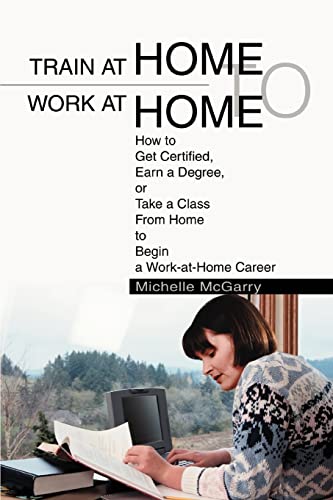 TRAIN AT HOME
TO
WORK AT HOME
How to
Get Certified,
Earn a Degree,
or
Take a Class
From Home
to
Begin
a Work-at-Home Career
Michelle McGarry